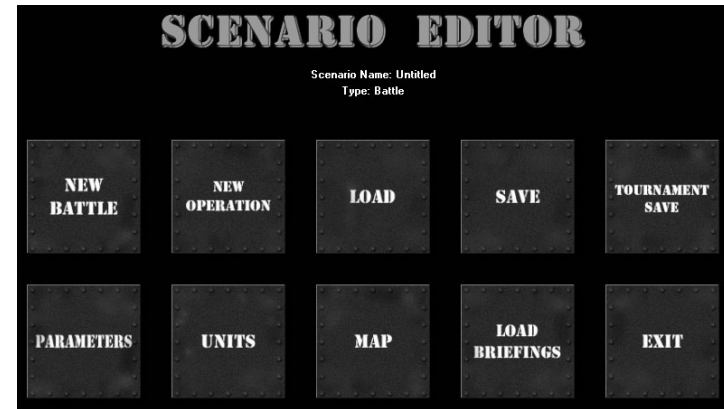 SCENARIO EDITOR
Scenario Name: Untitled
Type: Battle
NEW
BATTLE
NEW
OPERATION
LOAD
SAVE
TOURNAMENT
SAVE
PARAMETERS
UNITS
MAP
LOAD
BRIEFINGS
EXIT